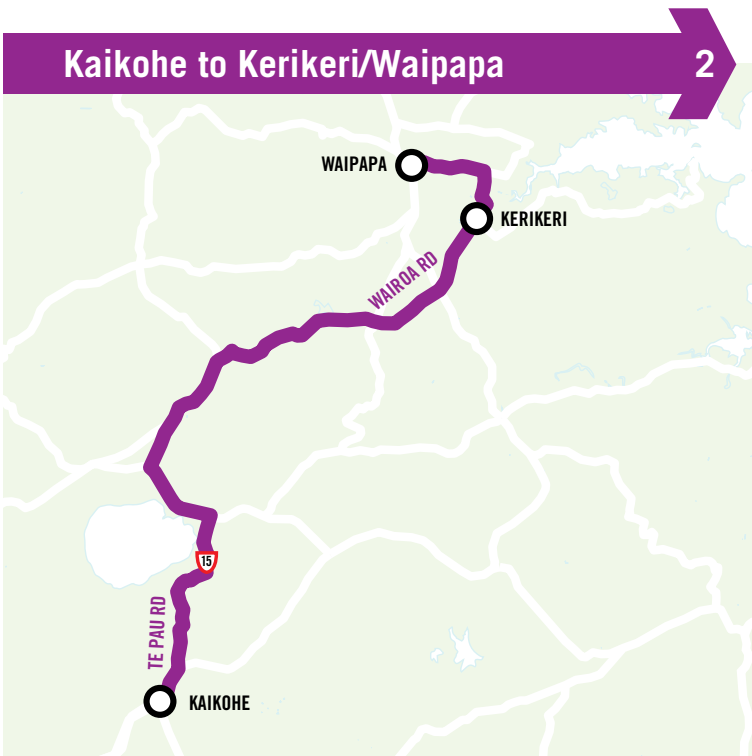 Kaikohe to Kerikeri/Waipapa 2
WAIPAPA
KERIKERI
WAIROA RD
15
TE PAU RD
KAIKOHE